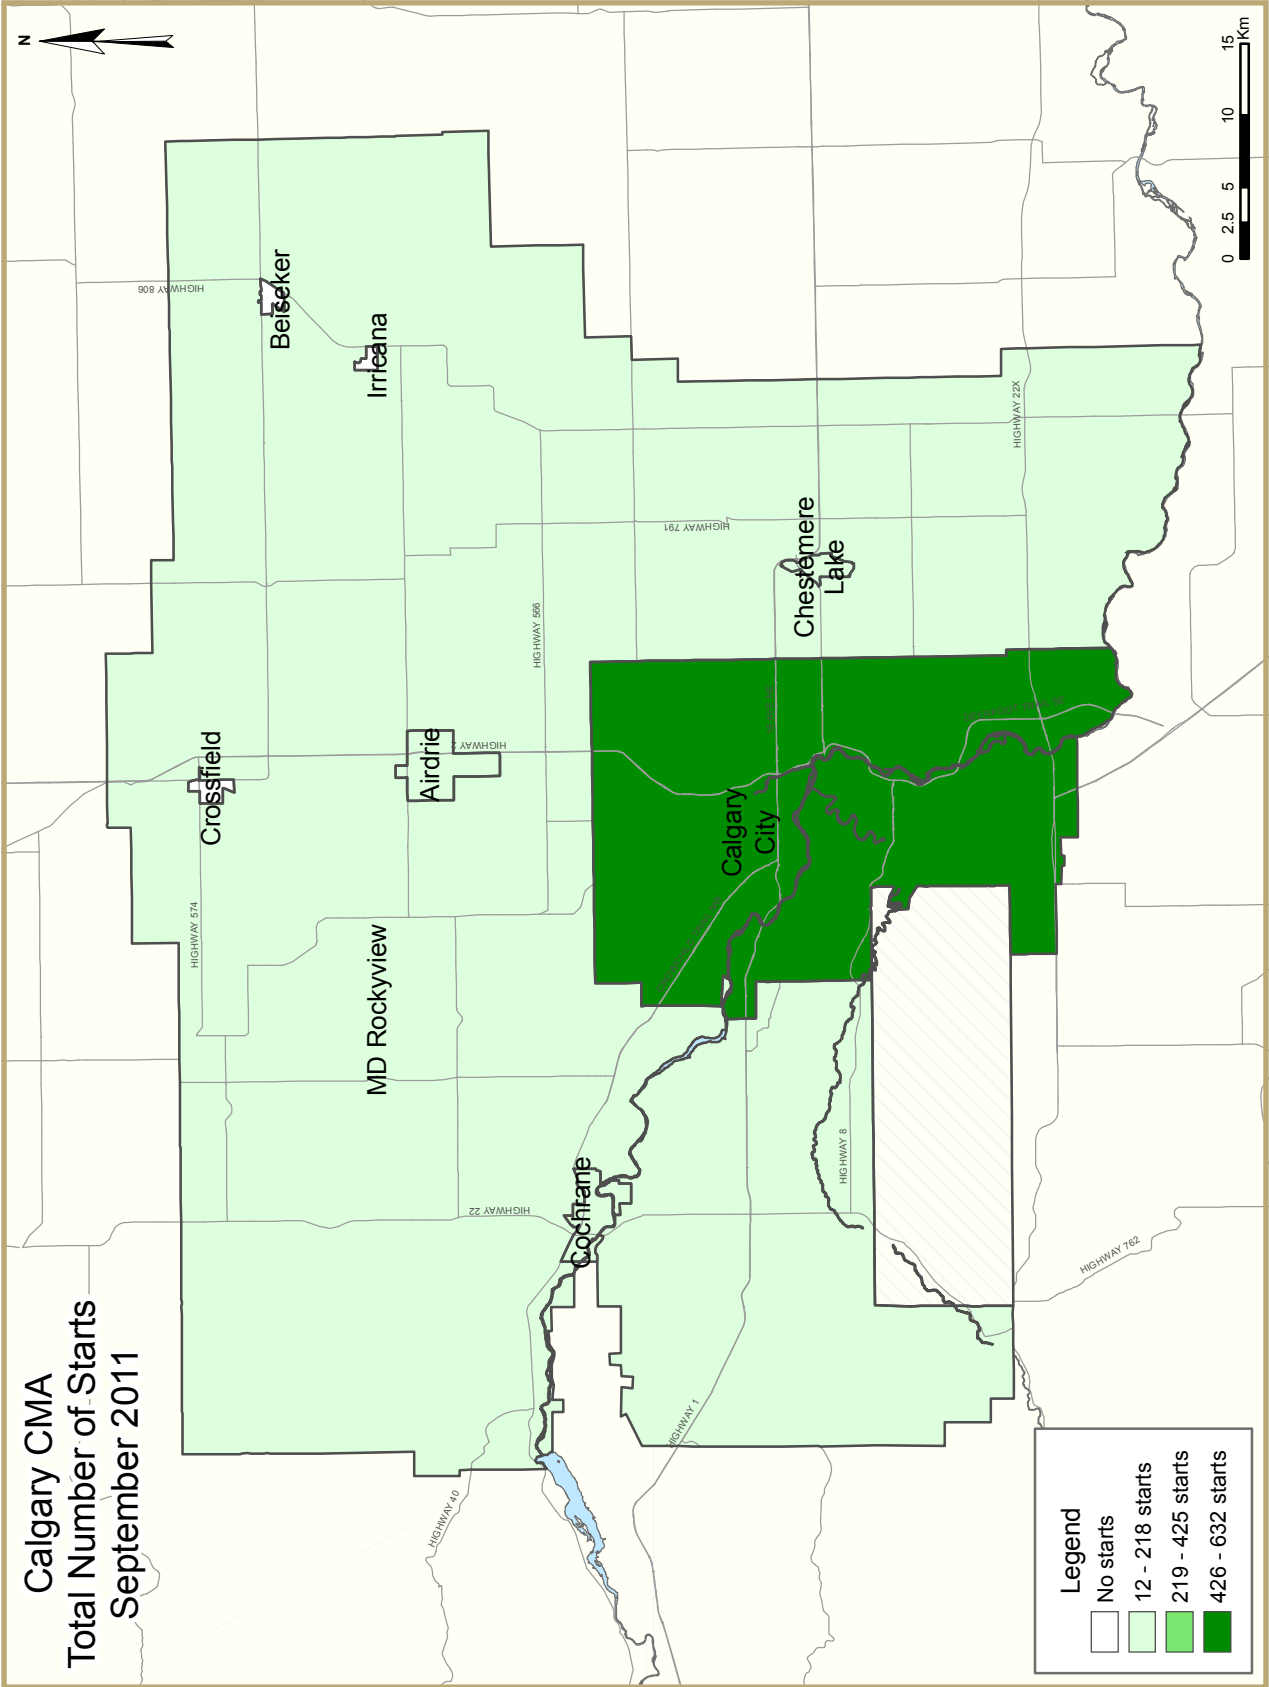 Calgary CMA
Total Number of Starts
September 2011
N
HIGHWAY 806
Beiseker
Irricana
Crossfield
HIGHWAY 574
Airdrie
HIGHWAY 2
HIGHWAY 566
HIGHWAY 791
MD Rockyview
HIGHWAY 22
Cochrane
HIGHWAY 40
HIGHWAY 1
Calgary
City
Chestemere
Lake
HIGHWAY 22X
HIGHWAY 8
HIGHWAY 762
Legend
No starts
12 - 218 starts
219 - 425 starts
426 - 632 starts
0 2.5 5 10 15
Km